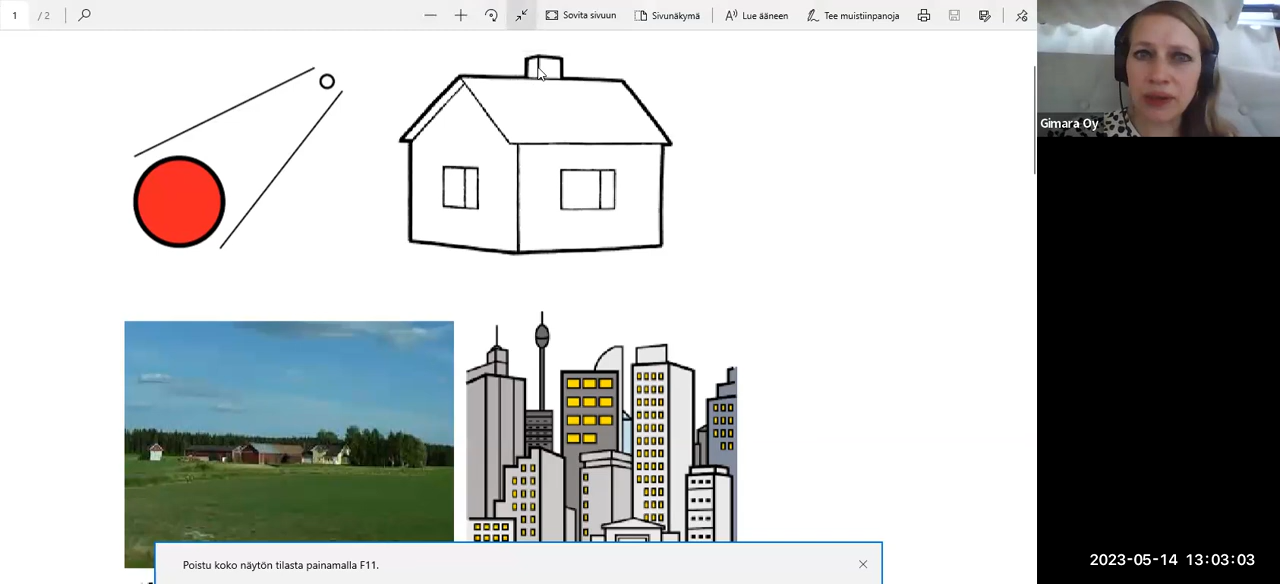 1 / 2 Sovita sivuun Sivunäkymä Lue ääneen Tee muistiinpanoja
Gimara Oy
Poistu koko näytön tilasta painamalla F11.
2023-05-14 13:03:03